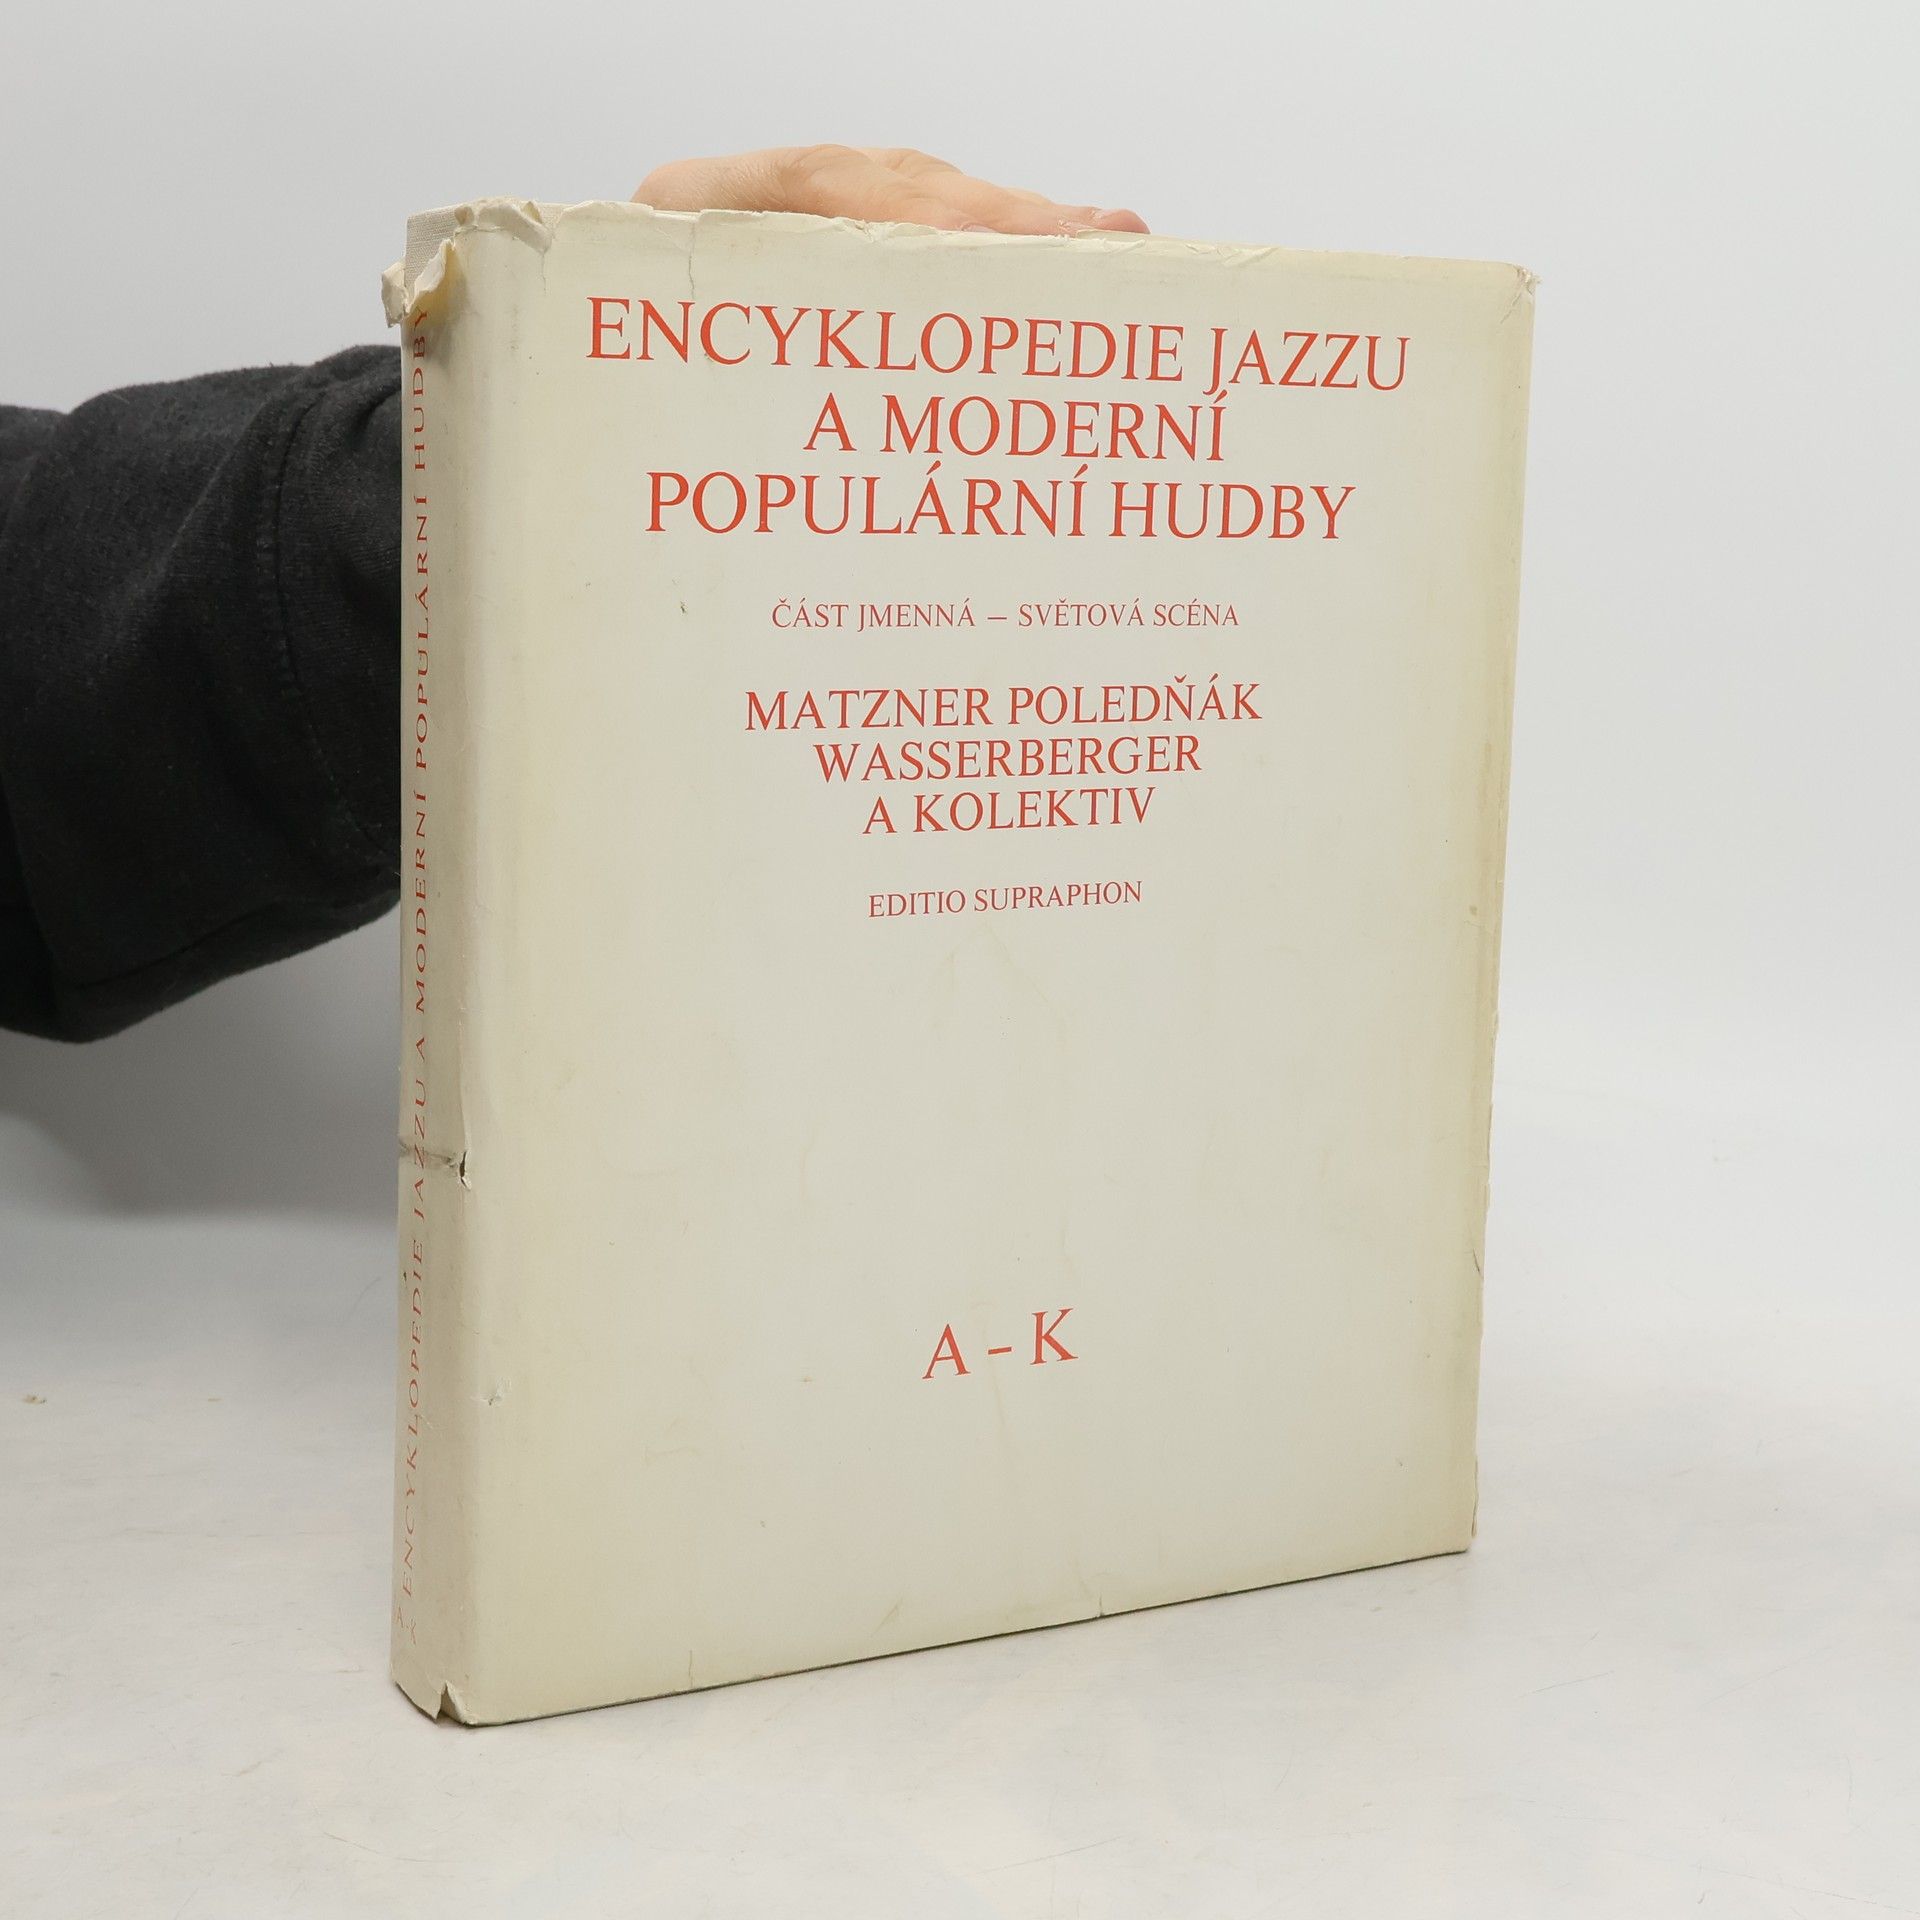 ENCYKLOPEDIE JAZZU
A MODERNÍ
POPULÁRNÍ HUDBY
ČÁST JMENNÁ – SVĚTOVÁ SCÉNA
MATZNER POLEDŇÁK
WASSERBERGER
A KOLEKTIV
EDITIO SUPRAPHON
A – K
A-K ENCYKLOPEDIE JAZZU A MODERNÍ POPULÁRNÍ HUDBY